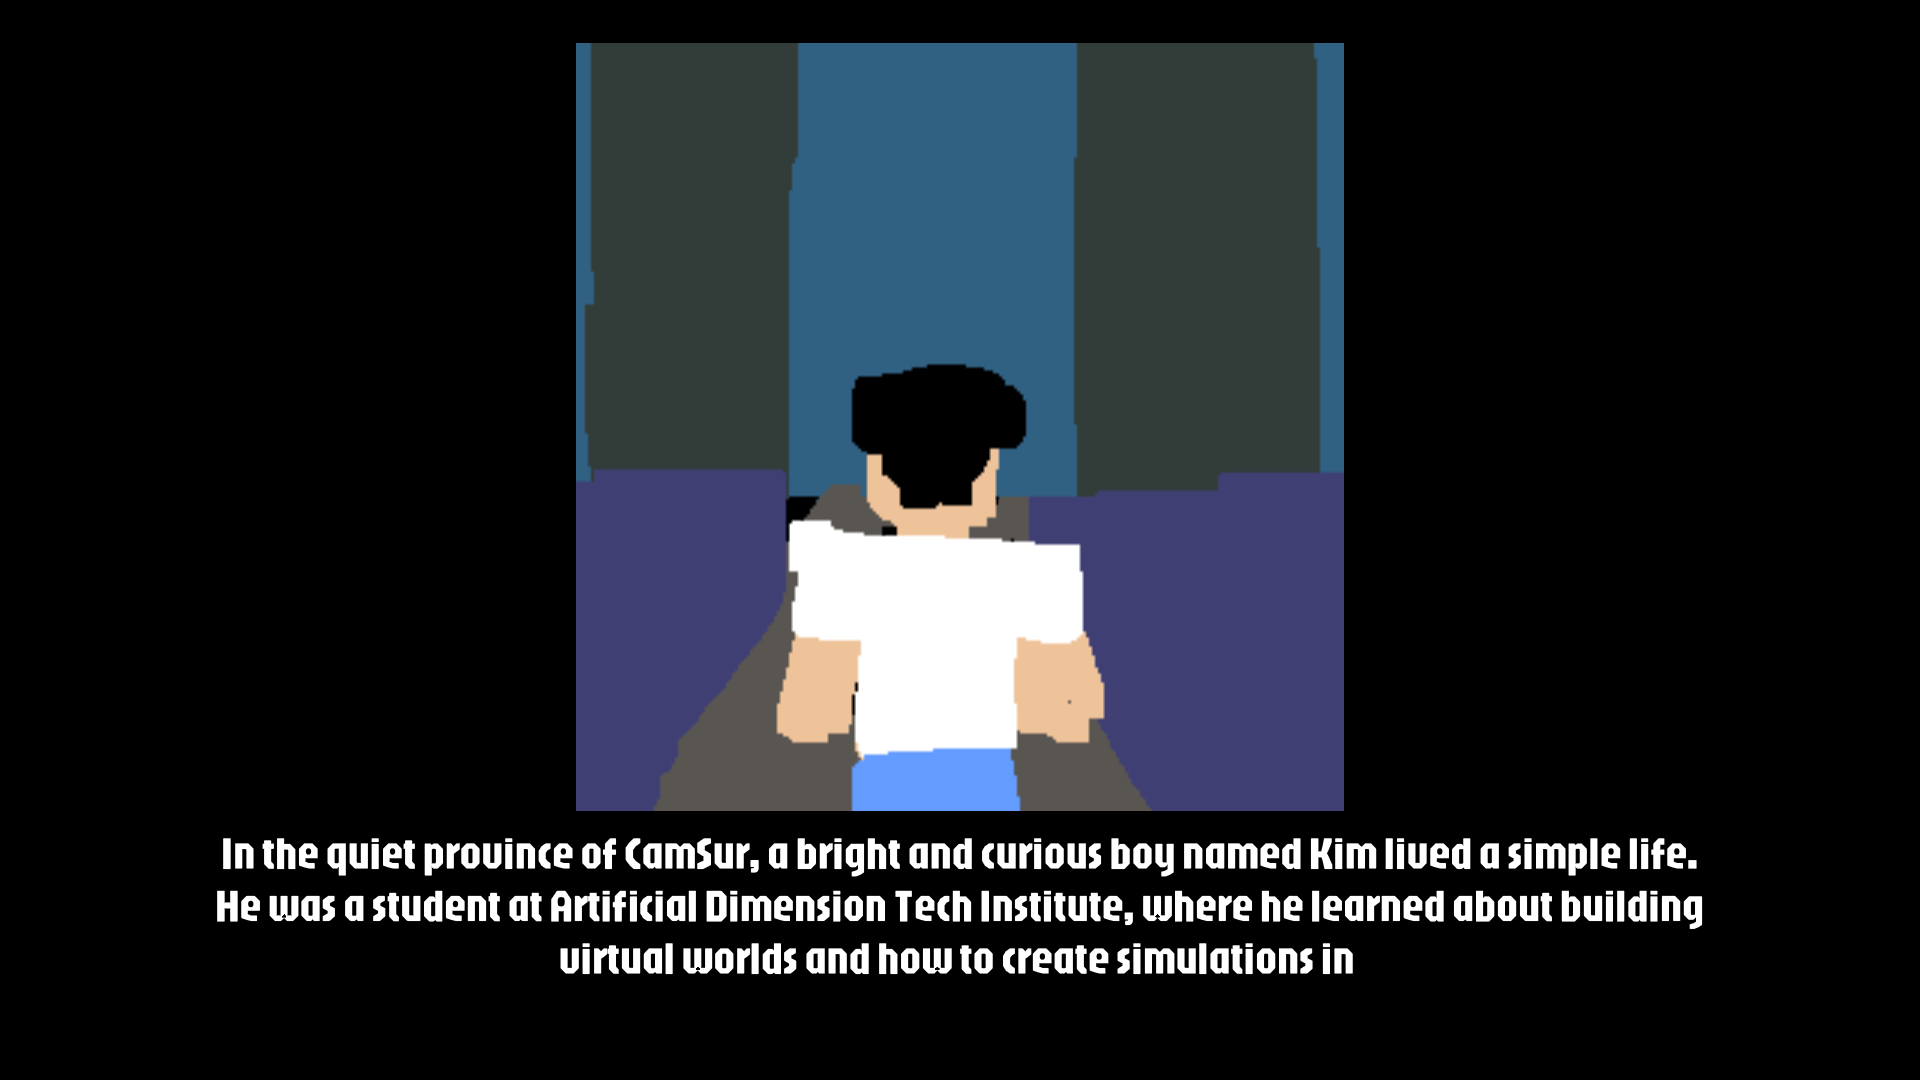 In the quiet province of CamSur, a bright and curious boy named Kim lived a simple life.
He was a student at Artificial Dimension Tech Institute, where he learned about building
virtual worlds and how to create simulations in